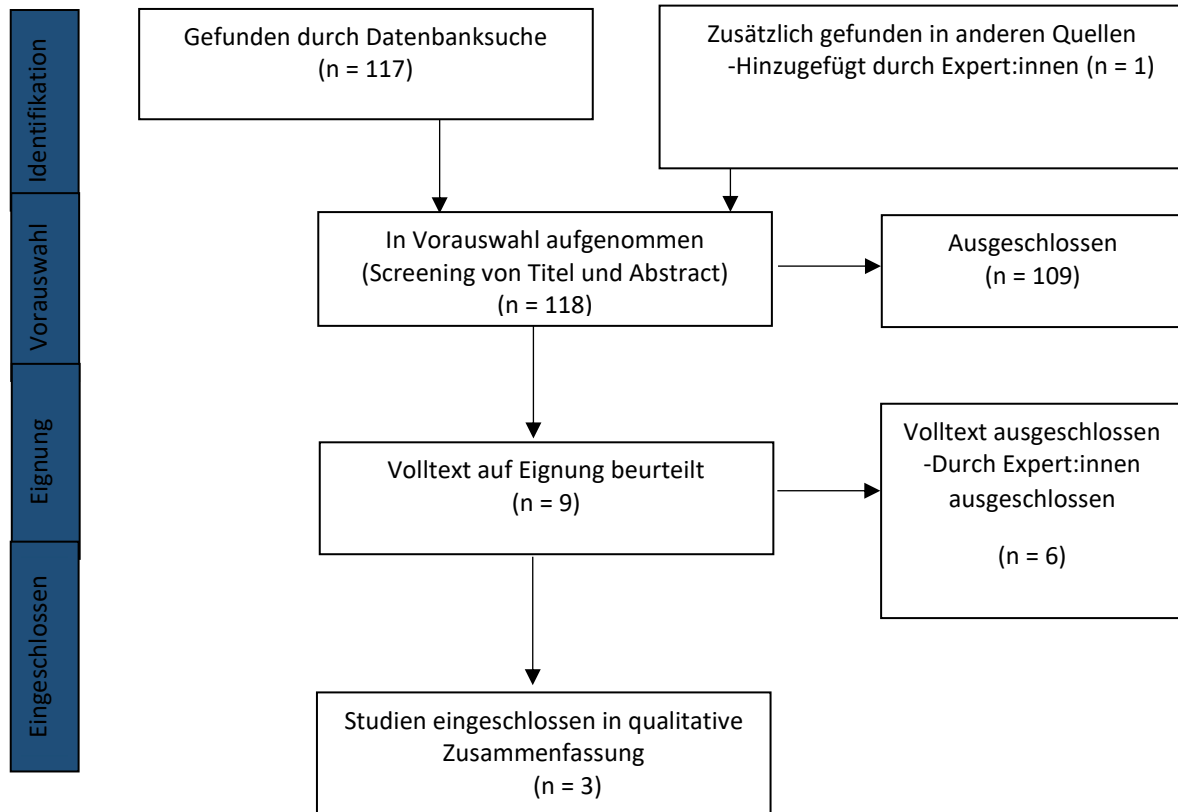 Identifikation
Gefunden durch Datenbanksuche
(n = 117)
Zusätzlich gefunden in anderen Quellen
-Hinzugefügt durch Expert:innen (n = 1)
Vorauswahl
In Vorauswahl aufgenommen
(Screening von Titel und Abstract)
(n = 118)
Ausgeschlossen
(n = 109)
Eignung
Volltext auf Eignung beurteilt
(n = 9)
Volltext ausgeschlossen
-Durch Expert:innen
ausgeschlossen
(n = 6)
Eingeschlossen
Studien eingeschlossen in qualitative
Zusammenfassung
(n = 3)